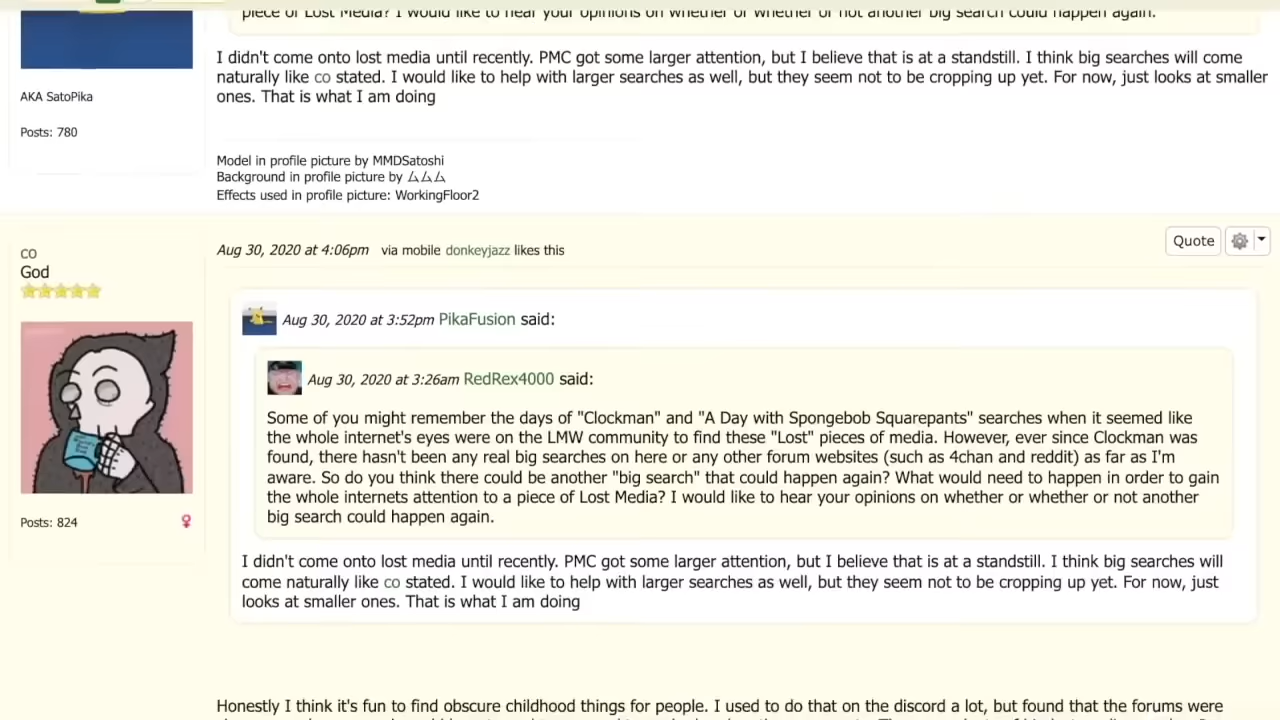 piece of Lost Media? I would like to hear your opinions on whether or whether or not another big search could happen again.
I didn't come onto lost media until recently. PMC got some larger attention, but I believe that is at a standstill. I think big searches will come
naturally like co stated. I would like to help with larger searches as well, but they seem not to be cropping up yet. For now, just looks at smaller
ones. That is what I am doing
AKA SatoPika
Posts: 780
Model in profile picture by MMDSatoshi
Background in profile picture by ムムム
Effects used in profile picture: WorkingFloor2
co
God
Aug 30, 2020 at 4:06pm via mobile donkeyjazz likes this
Quote
Aug 30, 2020 at 3:52pm PikaFusion said:
Aug 30, 2020 at 3:26am RedRex4000 said:
Some of you might remember the days of "Clockman" and "A Day with Spongebob Squarepants" searches when it seemed like
the whole internet's eyes were on the LMW community to find these "Lost" pieces of media. However, ever since Clockman was
found, there hasn't been any real big searches on here or any other forum websites (such as 4chan and reddit) as far as I'm
aware. So do you think there could be another "big search" that could happen again? What would need to happen in order to gain
the whole internets attention to a piece of Lost Media? I would like to hear your opinions on whether or whether or not another
big search could happen again.
I didn't come onto lost media until recently. PMC got some larger attention, but I believe that is at a standstill. I think big searches will
come naturally like co stated. I would like to help with larger searches as well, but they seem not to be cropping up yet. For now, just
looks at smaller ones. That is what I am doing
Posts: 824
Honestly I think it's fun to find obscure childhood things for people. I used to do that on the discord a lot, but found that the forums were